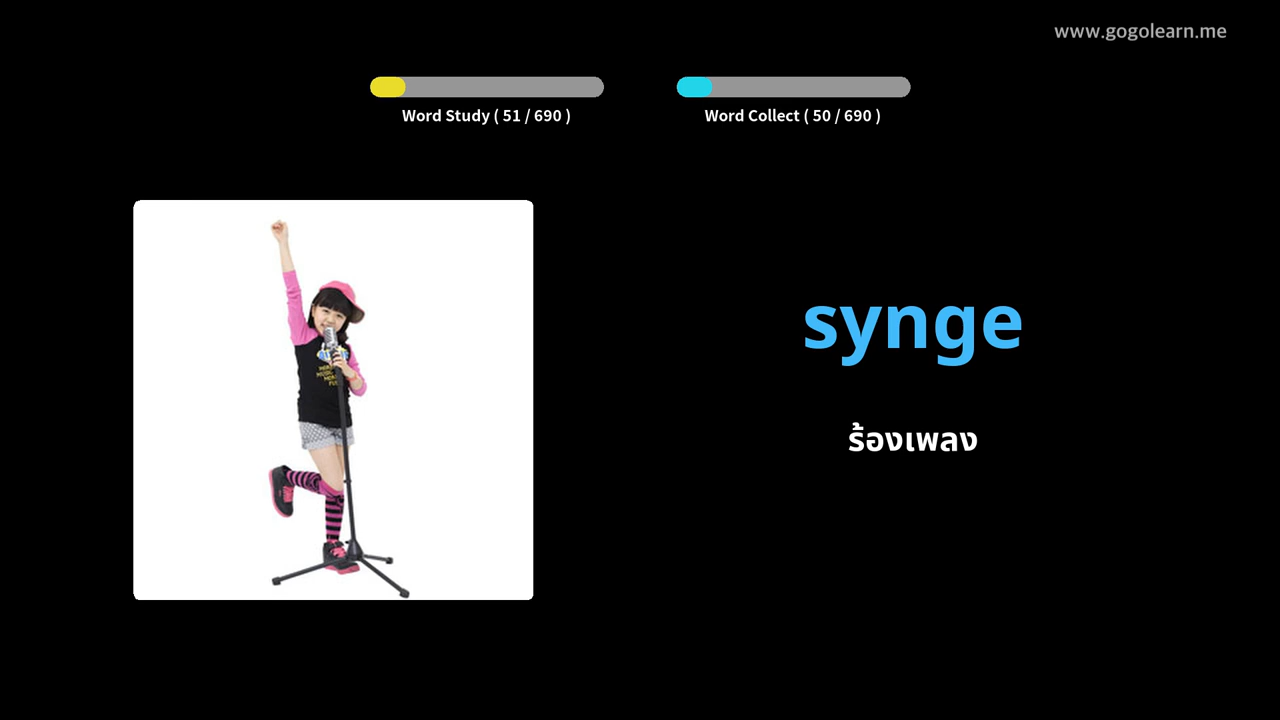 www.gogolearn.me
Word Study ( 51 / 690 )
Word Collect ( 50 / 690 )
synge
ร้องเพลง